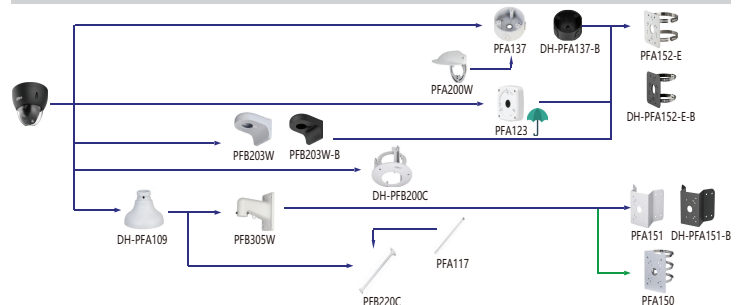 PFA137
DH-PFA137-B
PFA152-E
PFA200W
DH-PFA152-E-B
PFA123
PFB203W
PFB203W-B
DH-PFB200C
DH-PFA109
PFB305W
PFA117
PFA151
DH-PFA151-B
PFB220C
PFA150